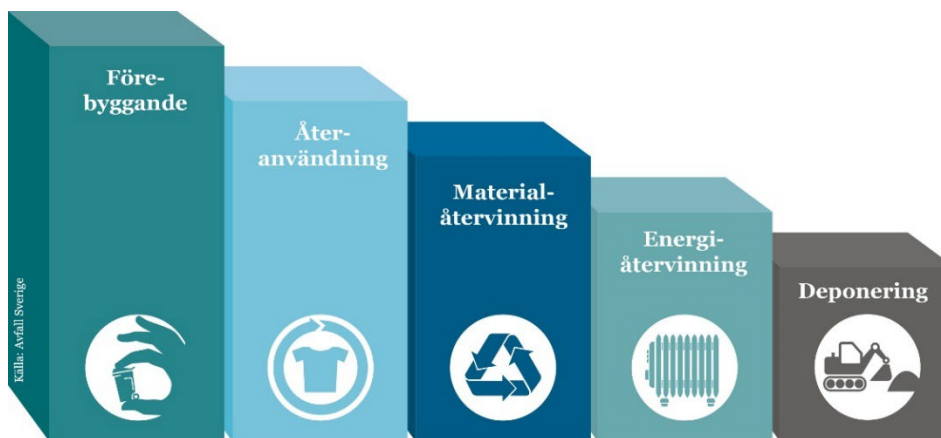 Före-
byggande
Åter-
användning
Material-
återvinning
Energi-
återvinning
Deponering
Källa: Avfall Sverige